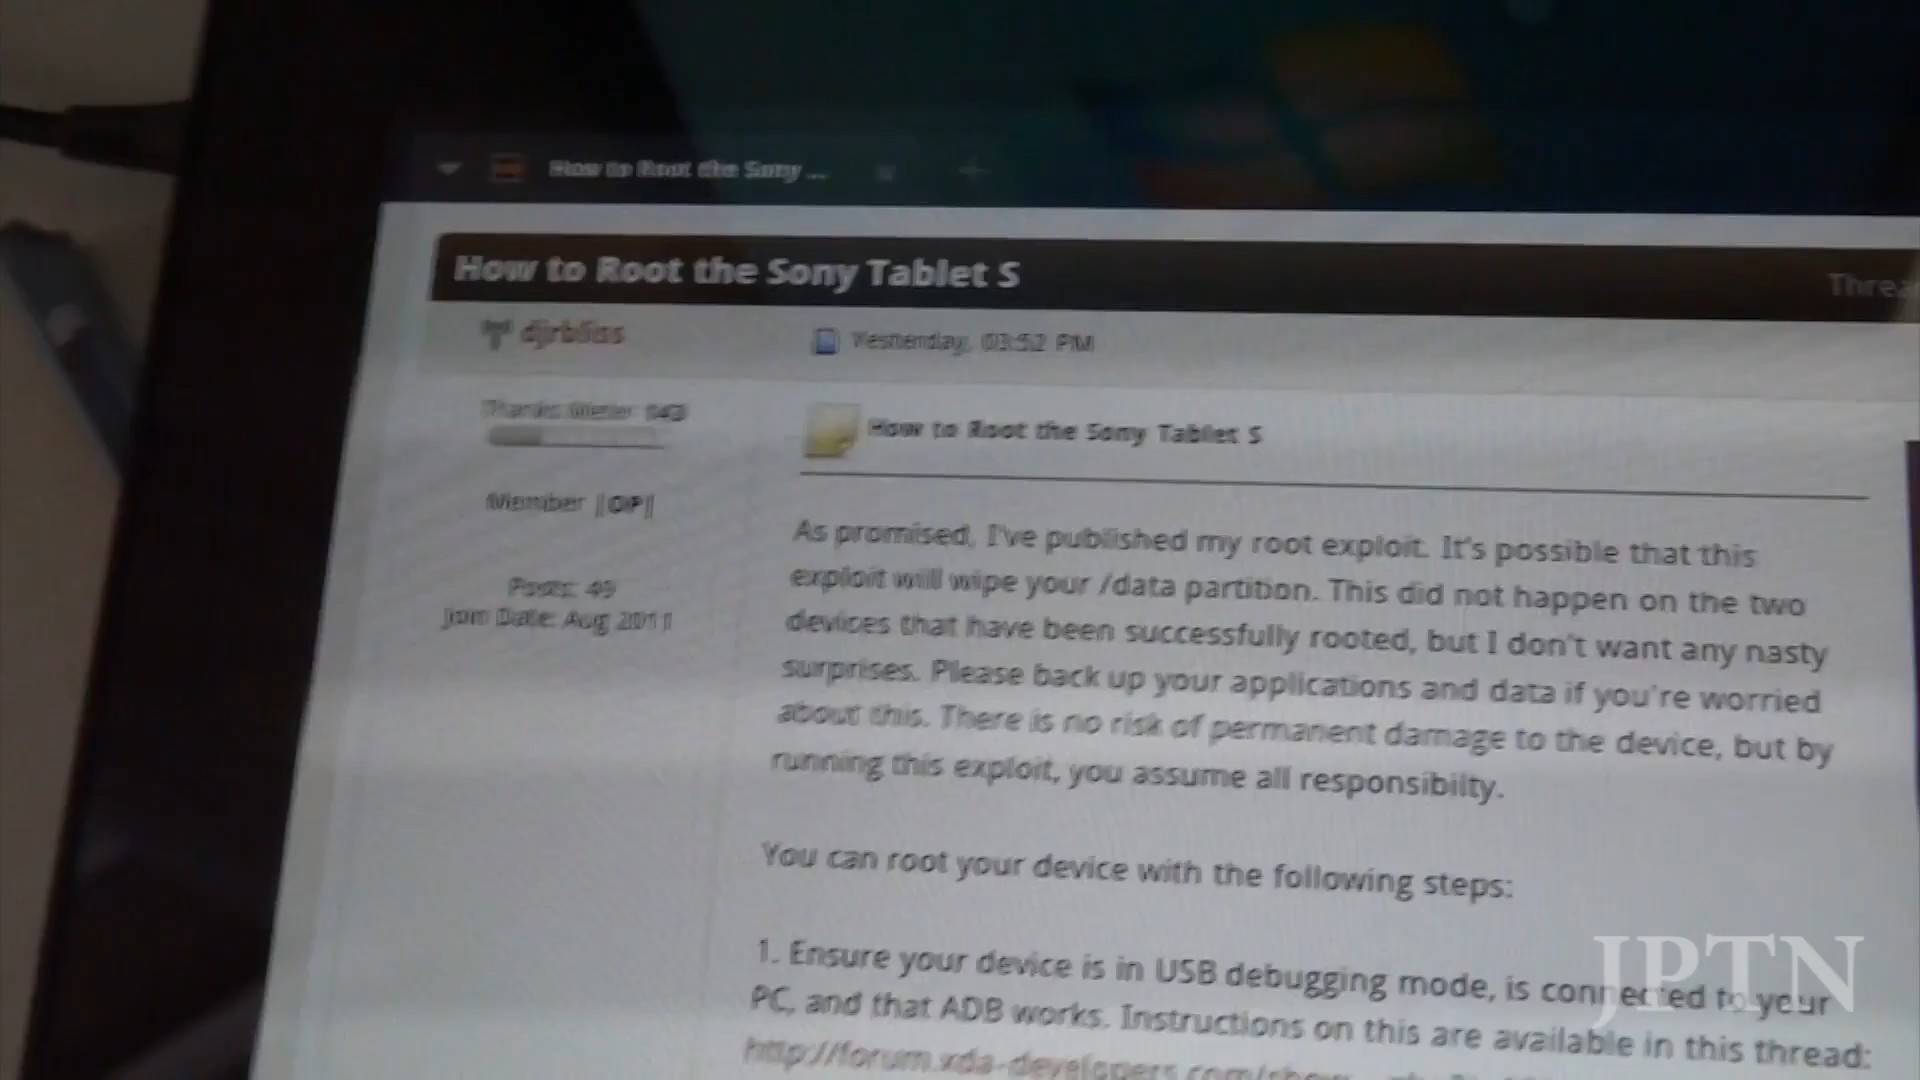 How to Root the Sony ...
How to Root the Sony Tablet S
djrbliss
Yesterday, 03:52 PM
Thanks Meter: 143
How to Root the Sony Tablet S
Member |OP|
As promised, I've published my root exploit. It's possible that this
exploit will wipe your /data partition. This did not happen on the two
devices that have been successfully rooted, but I don't want any nasty
surprises. Please back up your applications and data if you're worried
about this. There is no risk of permanent damage to the device, but by
running this exploit, you assume all responsibilty.
Posts: 49
Join Date: Aug 2011
You can root your device with the following steps:
1. Ensure your device is in USB debugging mode, is connected to your
PC, and that ADB works. Instructions on this are available in this thread:
JPTN